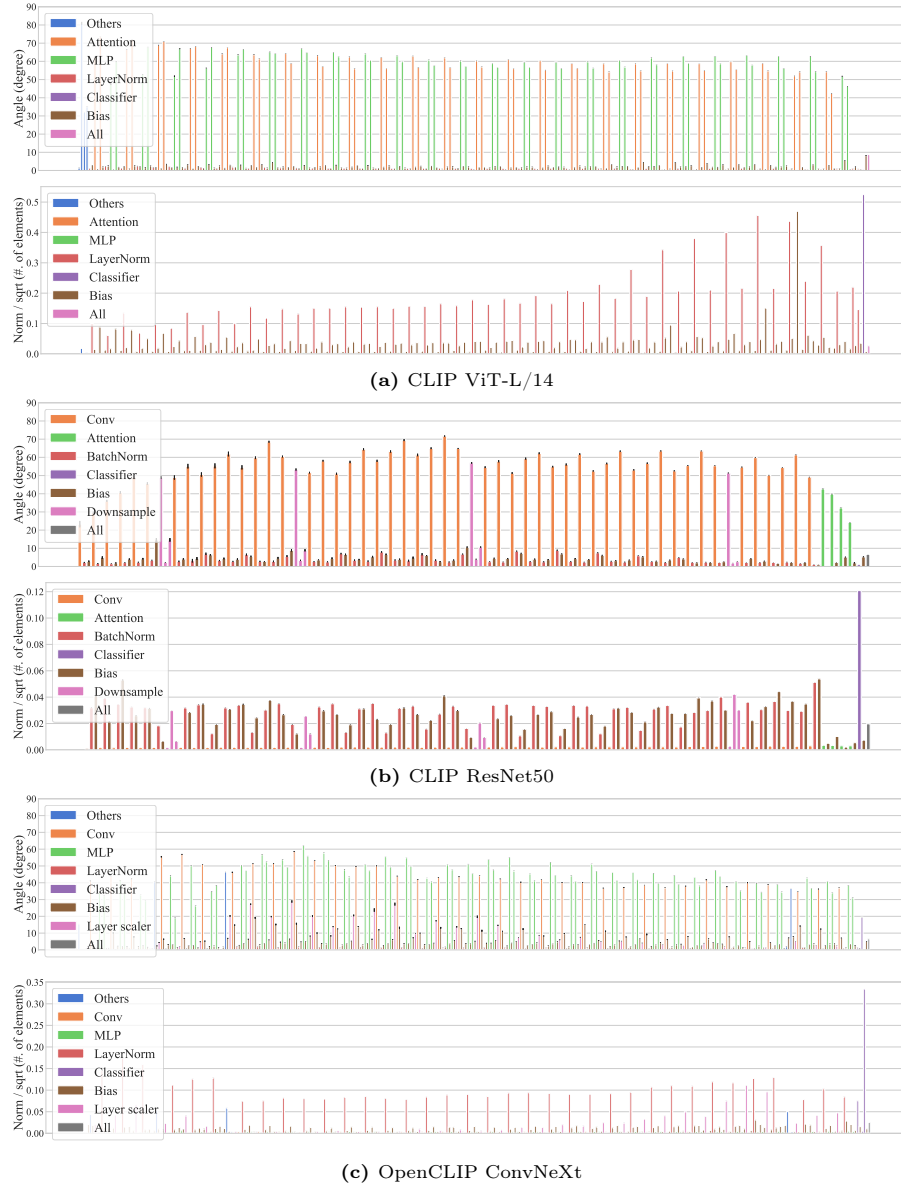 90
80
70
60
50
40
30
20
10
0
Angle (degree)
Others
Attention
MLP
LayerNorm
Classifier
Bias
All
0.5
0.4
0.3
0.2
0.1
0.0
Norm / sqrt (#. of elements)
Others
Attention
MLP
LayerNorm
Classifier
Bias
All
(a) CLIP ViT-L/14
90
80
70
60
50
40
30
20
10
0
Angle (degree)
Conv
Attention
BatchNorm
Classifier
Bias
Downsample
All
0.12
0.10
0.08
0.06
0.04
0.02
0.00
Norm / sqrt (#. of elements)
Conv
Attention
BatchNorm
Classifier
Bias
Downsample
All
(b) CLIP ResNet50
90
80
70
60
50
40
30
20
10
0
Angle (degree)
Others
Conv
MLP
LayerNorm
Classifier
Bias
Layer scaler
All
0.35
0.30
0.25
0.20
0.15
0.10
0.05
0.00
Norm / sqrt (#. of elements)
Others
Conv
MLP
LayerNorm
Classifier
Bias
Layer scaler
All
(c) OpenCLIP ConvNeXt